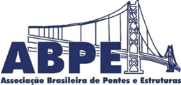 ABPE
Associação Brasileira de Pontes e Estruturas